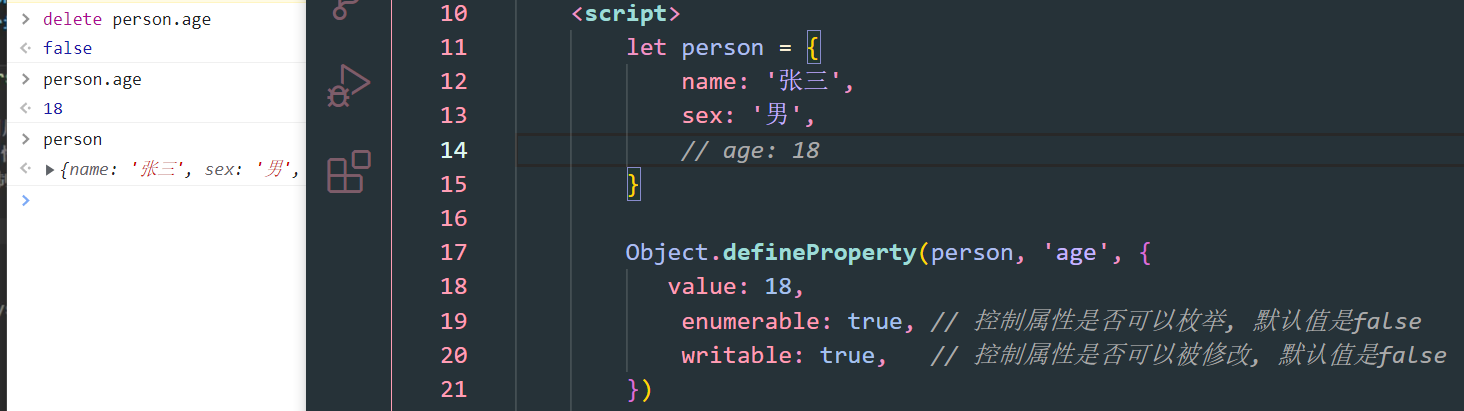 delete person.age
false
person.age
18
person
{name: '张三', sex: '男',
10 <script>
11 let person = {
12 name: '张三',
13 sex: '男',
14 // age: 18
15 }
16
17 Object.defineProperty(person, 'age', {
18 value: 18,
19 enumerable: true, // 控制属性是否可以枚举, 默认值是false
20 writable: true, // 控制属性是否可以被修改, 默认值是false
21 })